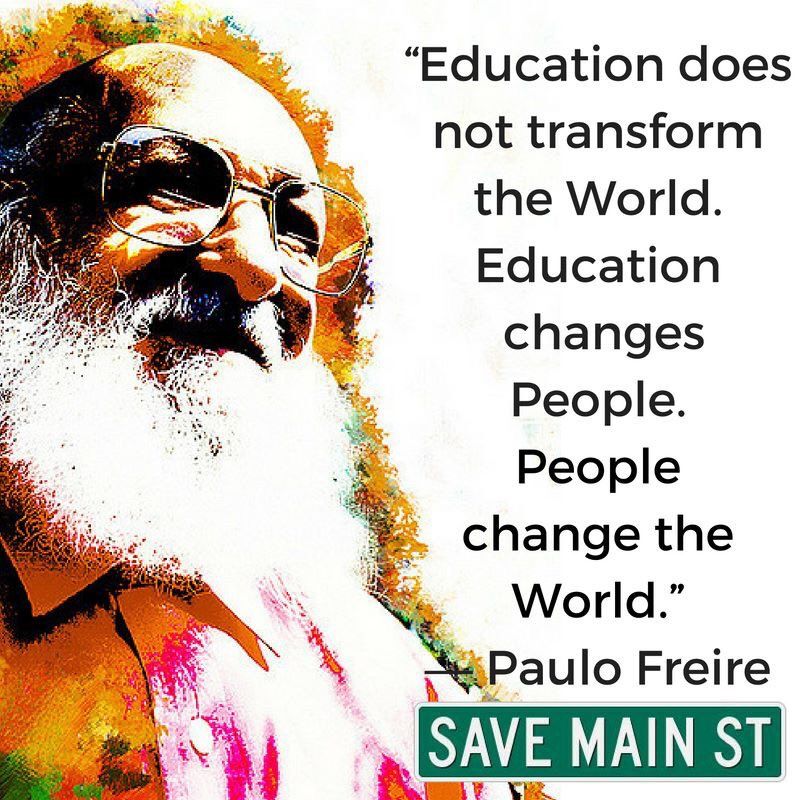 “Education does
not transform
the World.
Education
changes
People.
People
change the
World.”
— Paulo Freire
SAVE MAIN ST